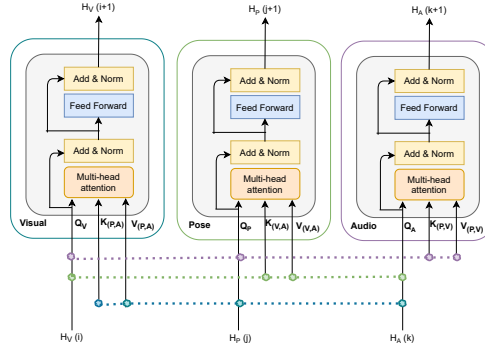 H_V (i+1)
H_P (j+1)
H_A (k+1)
Add & Norm
Add & Norm
Add & Norm
Feed Forward
Feed Forward
Feed Forward
Add & Norm
Add & Norm
Add & Norm
Multi-head
attention
Multi-head
attention
Multi-head
attention
Visual Q_V K_(P,A) V_(P,A)
Pose Q_P K_(V,A) V_(V,A)
Audio Q_A K_(P,V) V_(P,V)
H_V (i)
H_P (j)
H_A (k)